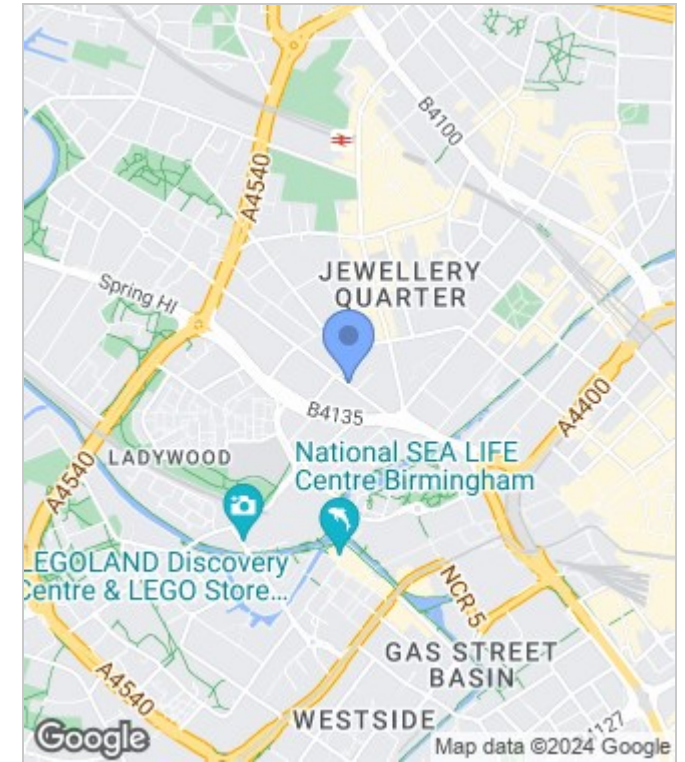 B4100
A4540
JEWELLERY
QUARTER
Spring Hl
B4135
A4400
LADYWOOD
National SEA LIFE
Centre Birmingham
A4540
LEGOLAND Discovery
Centre & LEGO Store...
NCR 5
GAS STREET
BASIN
A4540
WESTSIDE
4127
Google
Map data ©2024 Google